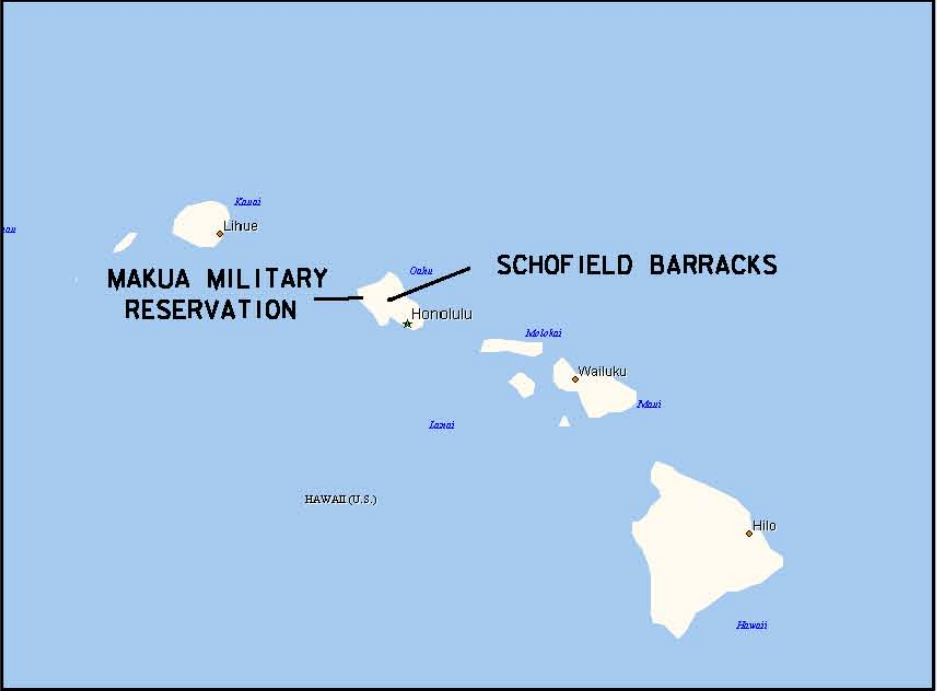 Kauai
Lihue
MAKUA MILITARY
RESERVATION
Oahu
SCHOFIELD BARRACKS
Honolulu
Molokai
Wailuku
Maui
Lanai
HAWAII (U.S.)
Hilo
Hawaii